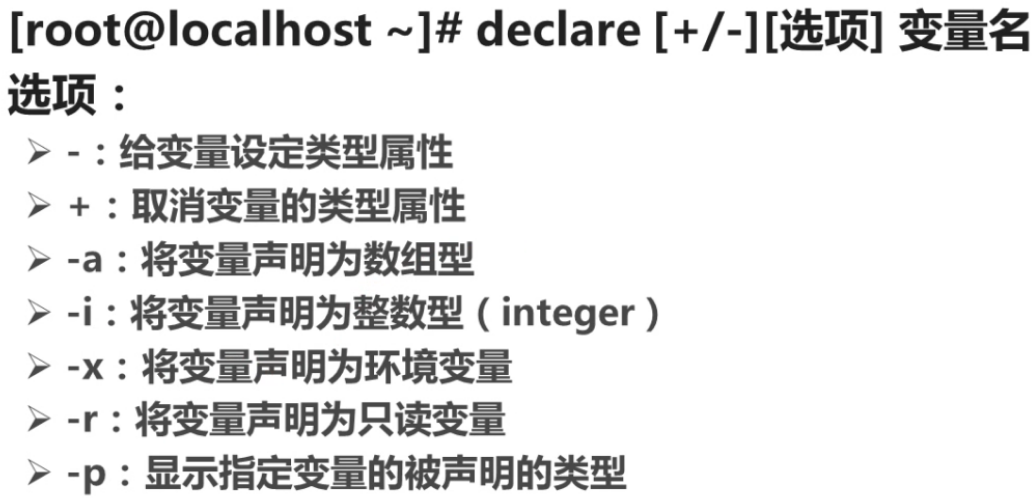 [root@localhost ~]# declare [+/-][选项] 变量名
选项：
➢ -：给变量设定类型属性
➢ +：取消变量的类型属性
➢ -a：将变量声明为数组型
➢ -i：将变量声明为整数型（integer）
➢ -x：将变量声明为环境变量
➢ -r：将变量声明为只读变量
➢ -p：显示指定变量的被声明的类型